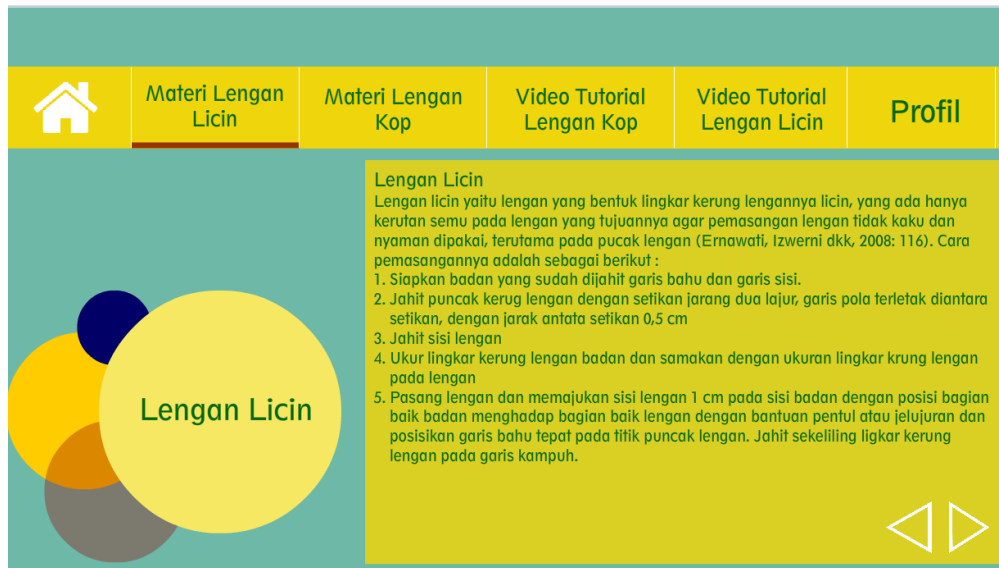 Materi Lengan
Licin
Materi Lengan
Kop
Video Tutorial
Lengan Kop
Video Tutorial
Lengan Licin
Profil
Lengan Licin
Lengan Licin
Lengan licin yaitu lengan yang bentuk lingkar kerung lengannya licin, yang ada hanya
kerutan semu pada lengan yang tujuannya agar pemasangan lengan tidak kaku dan
nyaman dipakai, terutama pada pucak lengan (Ernawati, Izwerni dkk, 2008: 116). Cara
pemasangannya adalah sebagai berikut :
1. Siapkan badan yang sudah dijahit garis bahu dan garis sisi.
2. Jahit puncak kerug lengan dengan setikan jarang dua lajur, garis pola terletak diantara
setikan, dengan jarak antata setikan 0,5 cm
3. Jahit sisi lengan
4. Ukur lingkar kerung lengan badan dan samakan dengan ukuran lingkar krung lengan
pada lengan
5. Pasang lengan dan memajukan sisi lengan 1 cm pada sisi badan dengan posisi bagian
baik badan menghadap bagian baik lengan dengan bantuan pentul atau jelujuran dan
posisikan garis bahu tepat pada titik puncak lengan. Jahit sekeliling ligkar kerung
lengan pada garis kampuh.